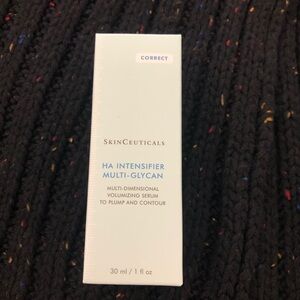 CORRECT
SKINCEUTICALS
HA INTENSIFIER
MULTI-GLYCAN
MULTI-DIMENSIONAL
VOLUMIZING SERUM
TO PLUMP AND CONTOUR
30 ml / 1 fl oz